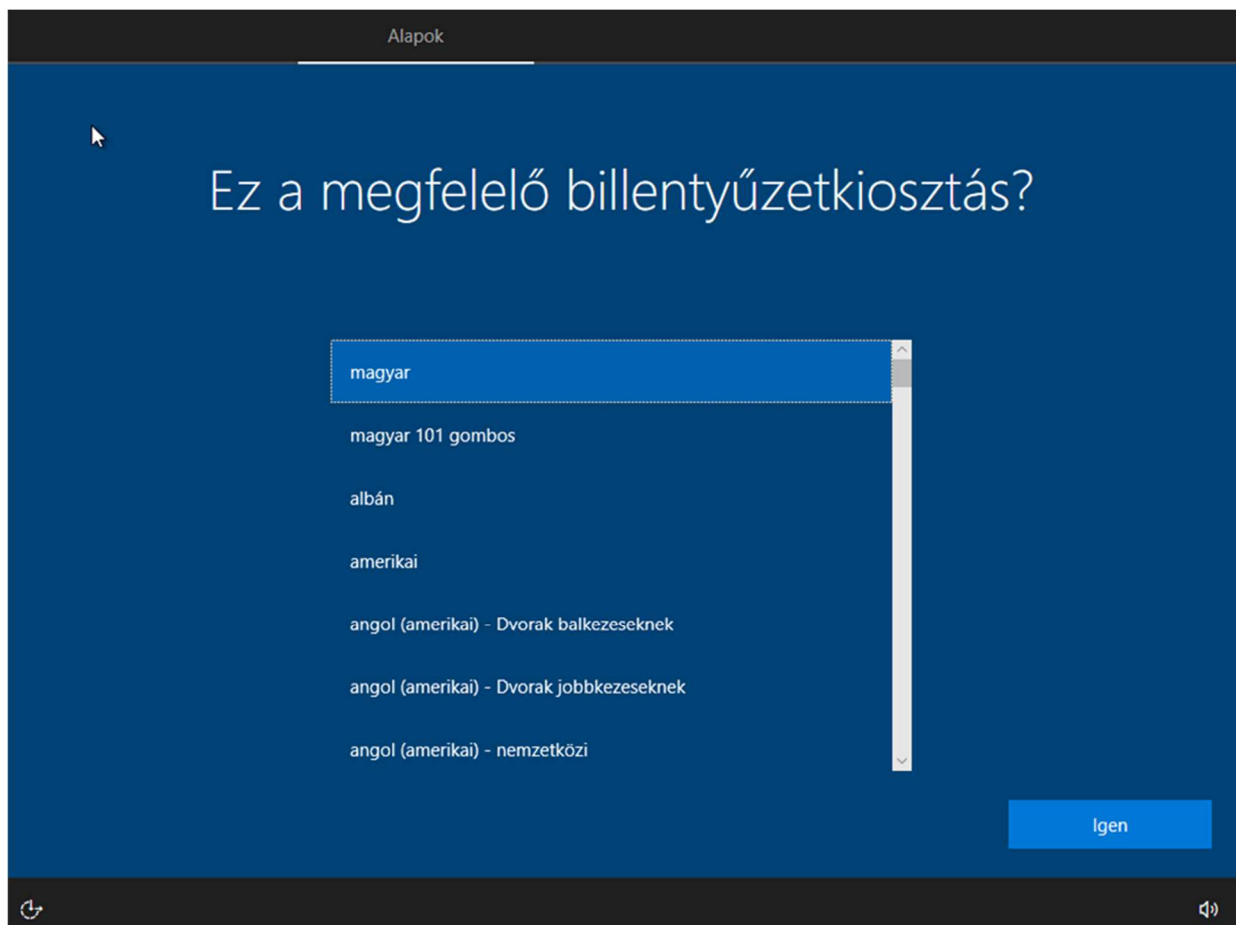 Alapok
Ez a megfelelő billentyűzetkiosztás?
magyar
magyar 101 gombos
albán
amerikai
angol (amerikai) - Dvorak balkezeseknek
angol (amerikai) - Dvorak jobbkezeseknek
angol (amerikai) - nemzetközi
Igen